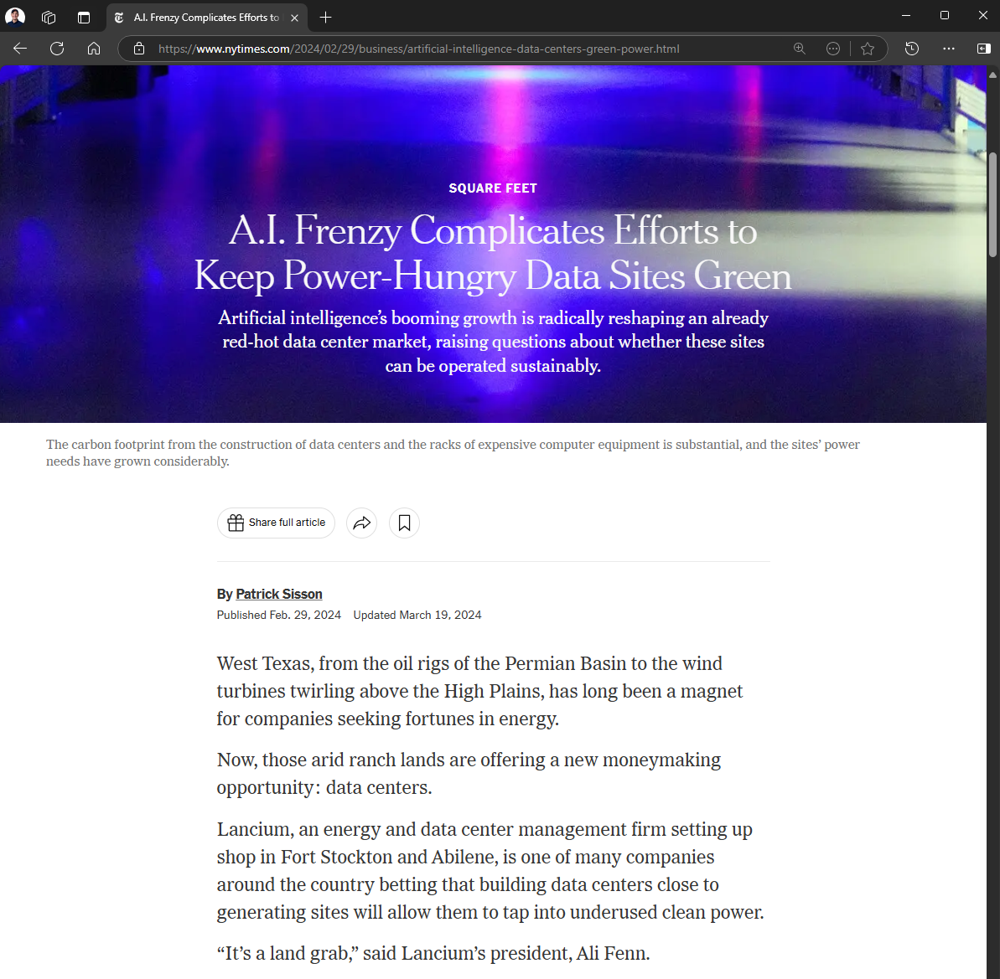 A.I. Frenzy Complicates Efforts to
https://www.nytimes.com/2024/02/29/business/artificial-intelligence-data-centers-green-power.html
SQUARE FEET
A.I. Frenzy Complicates Efforts to
Keep Power-Hungry Data Sites Green
Artificial intelligence’s booming growth is radically reshaping an already
red-hot data center market, raising questions about whether these sites
can be operated sustainably.
The carbon footprint from the construction of data centers and the racks of expensive computer equipment is substantial, and the sites’ power
needs have grown considerably.
Share full article
By Patrick Sisson
Published Feb. 29, 2024 Updated March 19, 2024
West Texas, from the oil rigs of the Permian Basin to the wind
turbines twirling above the High Plains, has long been a magnet
for companies seeking fortunes in energy.
Now, those arid ranch lands are offering a new moneymaking
opportunity: data centers.
Lancium, an energy and data center management firm setting up
shop in Fort Stockton and Abilene, is one of many companies
around the country betting that building data centers close to
generating sites will allow them to tap into underused clean power.
“It’s a land grab,” said Lancium’s president, Ali Fenn.